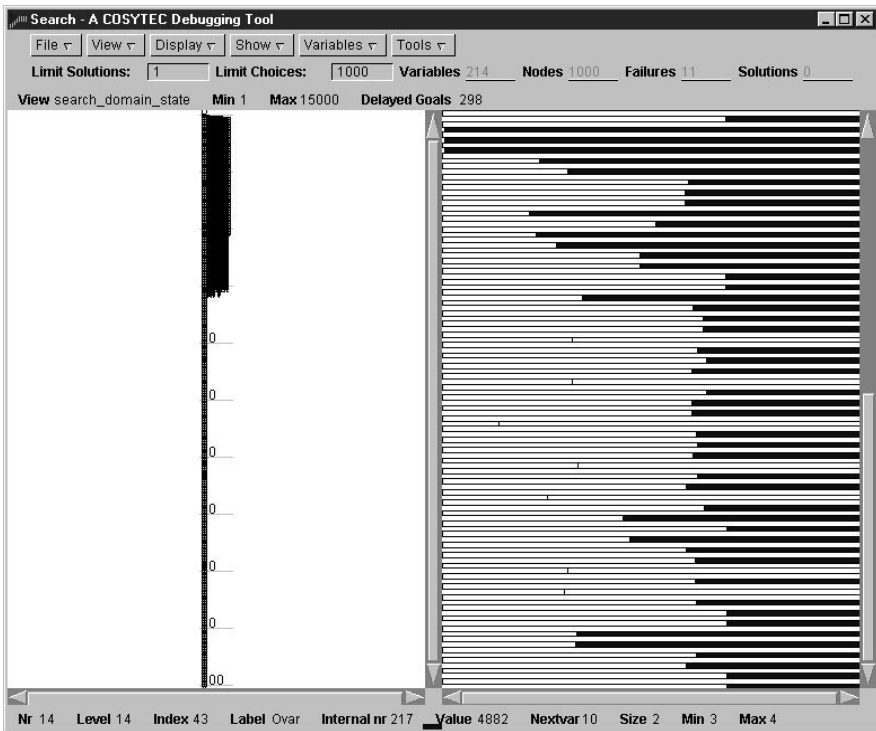 Search - A COSYTEC Debugging Tool
File View Display Show Variables Tools
Limit Solutions: 1 Limit Choices: 1000 Variables 214 Nodes 1000 Failures 11 Solutions 0
View search_domain_state Min 1 Max 15000 Delayed Goals 298
0
0
0
0
0
0
00
Nr 14 Level 14 Index 43 Label Ovar Internal nr 217 Value 4882 Nextvar 10 Size 2 Min 3 Max 4